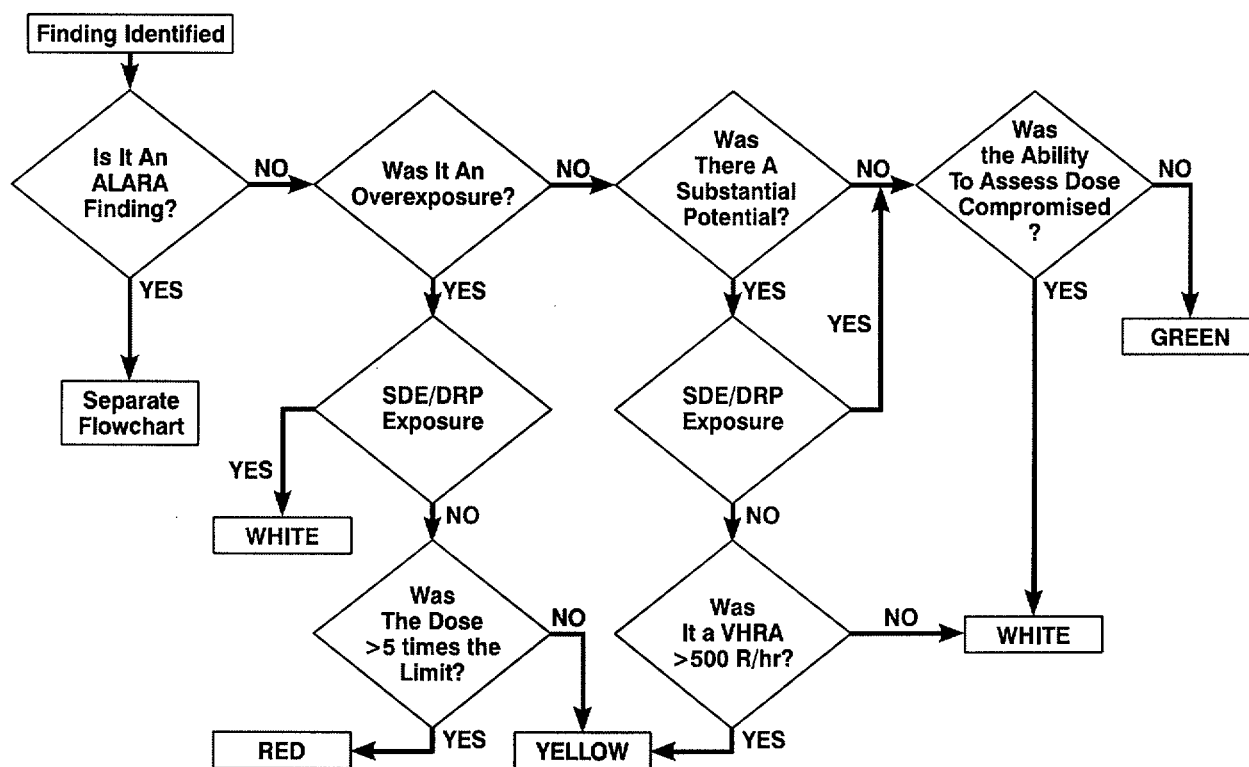 Finding Identified
Is It An
ALARA
Finding?
NO
Was It An
Overexposure?
NO
Was
There A
Substantial
Potential?
NO
Was
the Ability
To Assess Dose
Compromised
?
NO
YES
YES
YES
YES
GREEN
Separate
Flowchart
SDE/DRP
Exposure
YES
WHITE
NO
SDE/DRP
Exposure
YES
NO
Was
The Dose
>5 times the
Limit?
NO
YES
RED
YELLOW
Was
It a VHRA
>500 R/hr?
NO
YES
WHITE